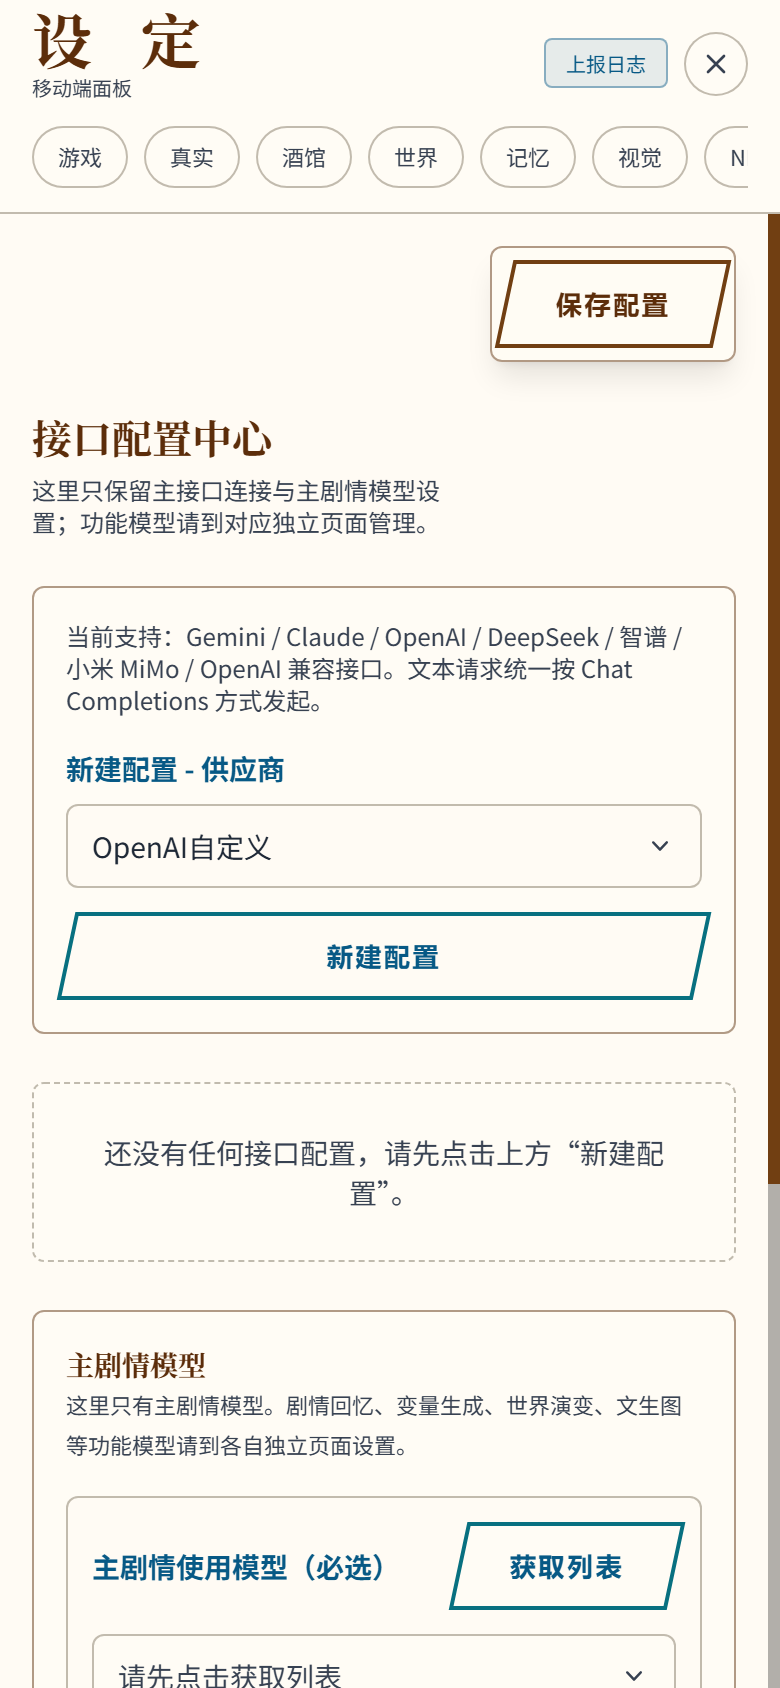 设 定
移动端面板
上报日志
游戏
真实
酒馆
世界
记忆
视觉
保存配置
接口配置中心
这里只保留主接口连接与主剧情模型设
置；功能模型请到对应独立页面管理。
当前支持：Gemini / Claude / OpenAI / DeepSeek / 智谱 /
小米 MiMo / OpenAI 兼容接口。文本请求统一按 Chat
Completions 方式发起。
新建配置 - 供应商
OpenAI自定义
新建配置
还没有任何接口配置，请先点击上方“新建配
置”。
主剧情模型
这里只有主剧情模型。剧情回忆、变量生成、世界演变、文生图
等功能模型请到各自独立页面设置。
主剧情使用模型（必选）
获取列表
请先点击获取列表